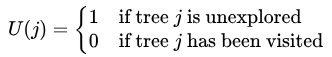 U(j) = { 1 if tree j is unexplored
0 if tree j has been visited